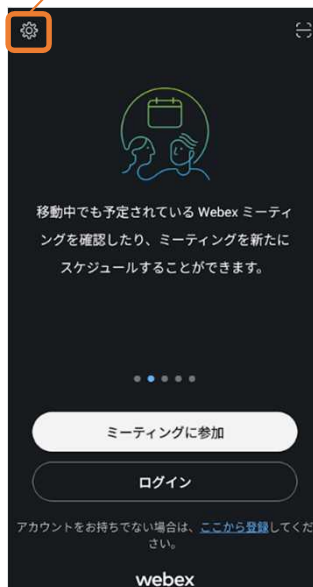 移動中でも予定されている Webex ミーティ
ングを確認したり、ミーティングを新たに
スケジュールすることができます。
ミーティングに参加
ログイン
アカウントをお持ちでない場合は、ここから登録してくだ
さい。
webex